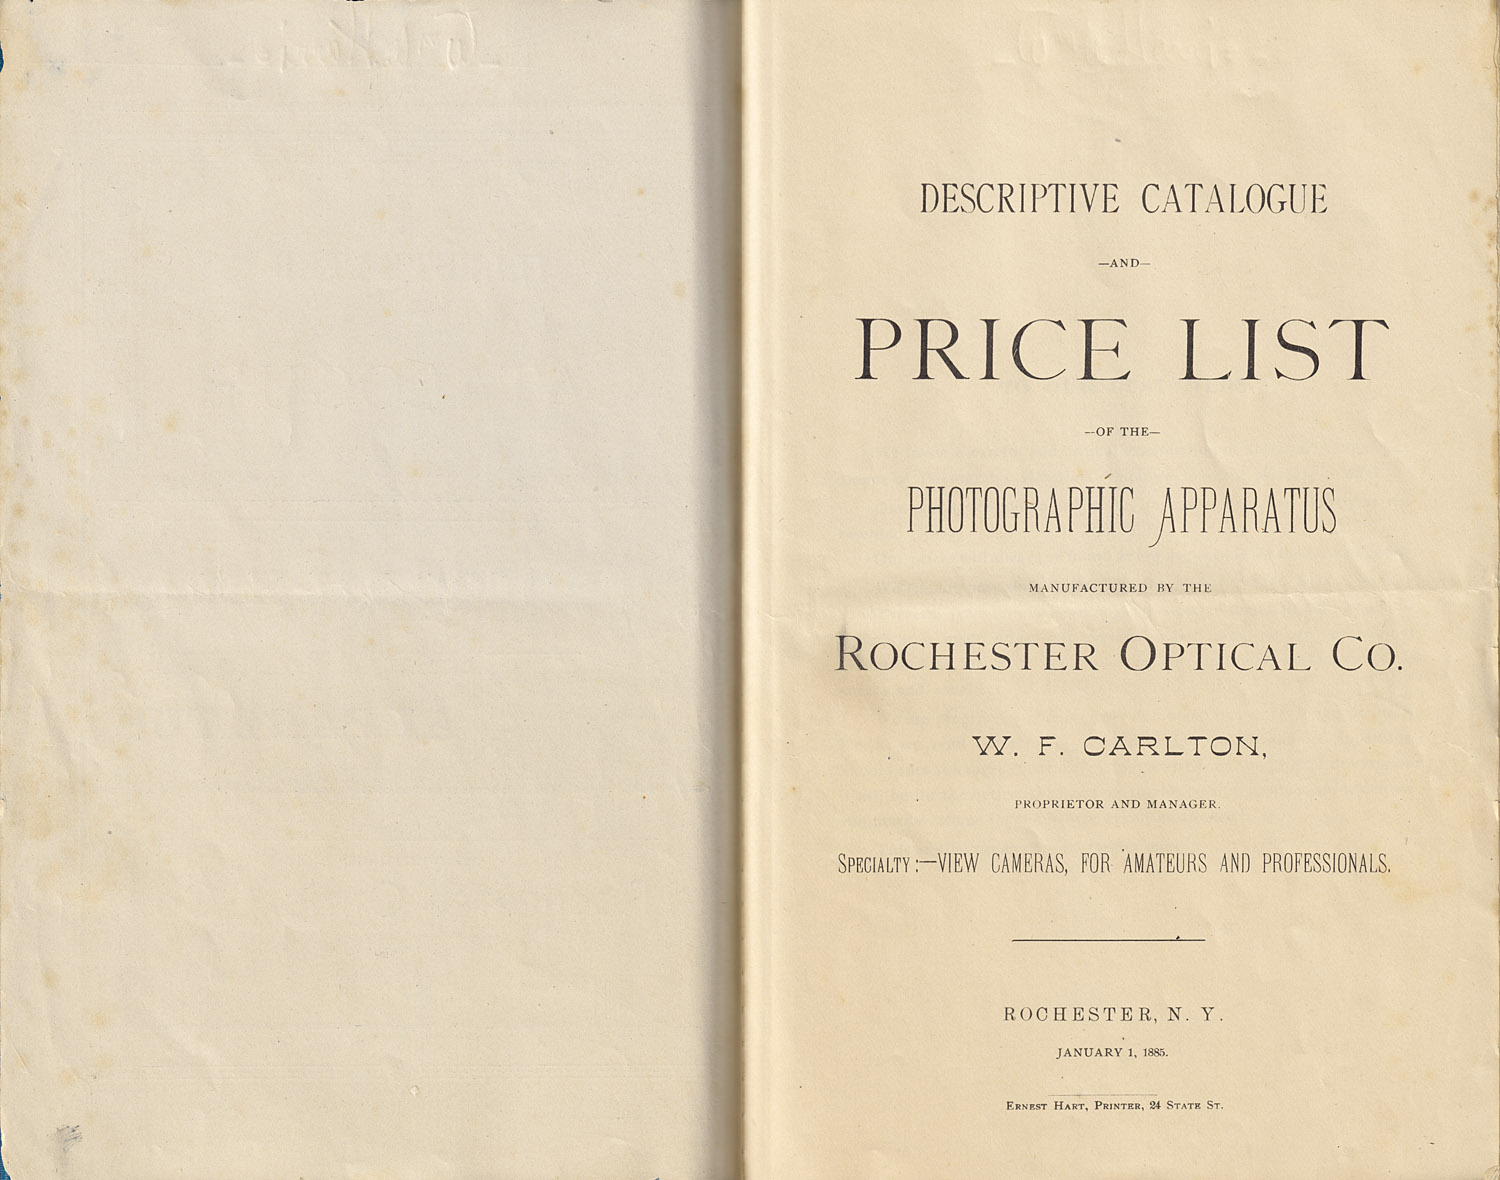 DESCRIPTIVE CATALOGUE
—AND—
PRICE LIST
—OF THE—
PHOTOGRAPHIC APPARATUS
MANUFACTURED BY THE
ROCHESTER OPTICAL CO.
W. F. CARLTON,
PROPRIETOR AND MANAGER.
SPECIALTY:—VIEW CAMERAS, FOR AMATEURS AND PROFESSIONALS.
ROCHESTER, N. Y.
JANUARY 1, 1885.
ERNEST HART, PRINTER, 24 STATE ST.